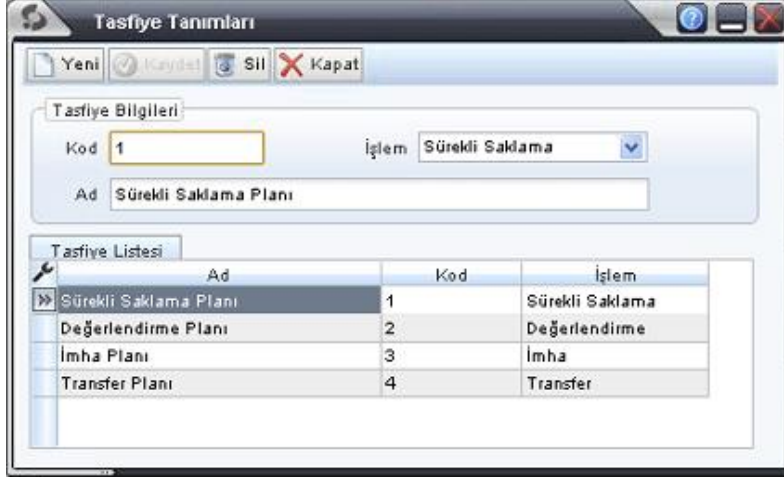 Tasfiye Tanımları
Yeni Kaydet Sil Kapat
Tasfiye Bilgileri
Kod 1 İşlem Sürekli Saklama
Ad Sürekli Saklama Planı
Tasfiye Listesi
Ad Kod İşlem
Sürekli Saklama Planı 1 Sürekli Saklama
Değerlendirme Planı 2 Değerlendirme
İmha Planı 3 İmha
Transfer Planı 4 Transfer